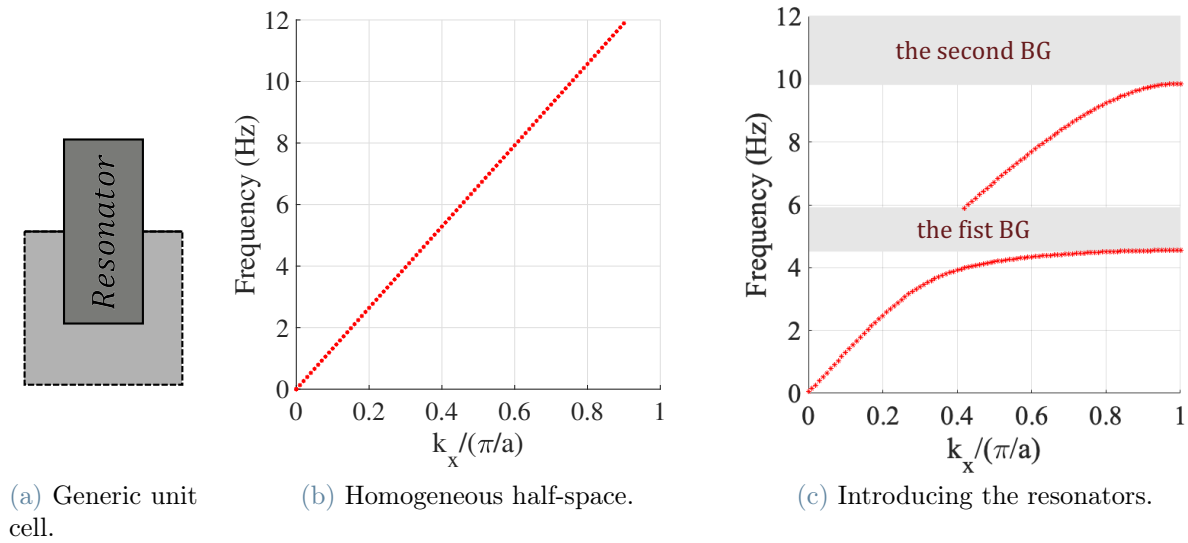 Resonator
(a) Generic unit
cell.
12
10
8
6
4
2
0
Frequency (Hz)
0 0.2 0.4 0.6 0.8 1
k_x/(π/a)
(b) Homogeneous half-space.
12
10
8
6
4
2
0
Frequency (Hz)
the second BG
the fist BG
0 0.2 0.4 0.6 0.8 1
k_x/(π/a)
(c) Introducing the resonators.